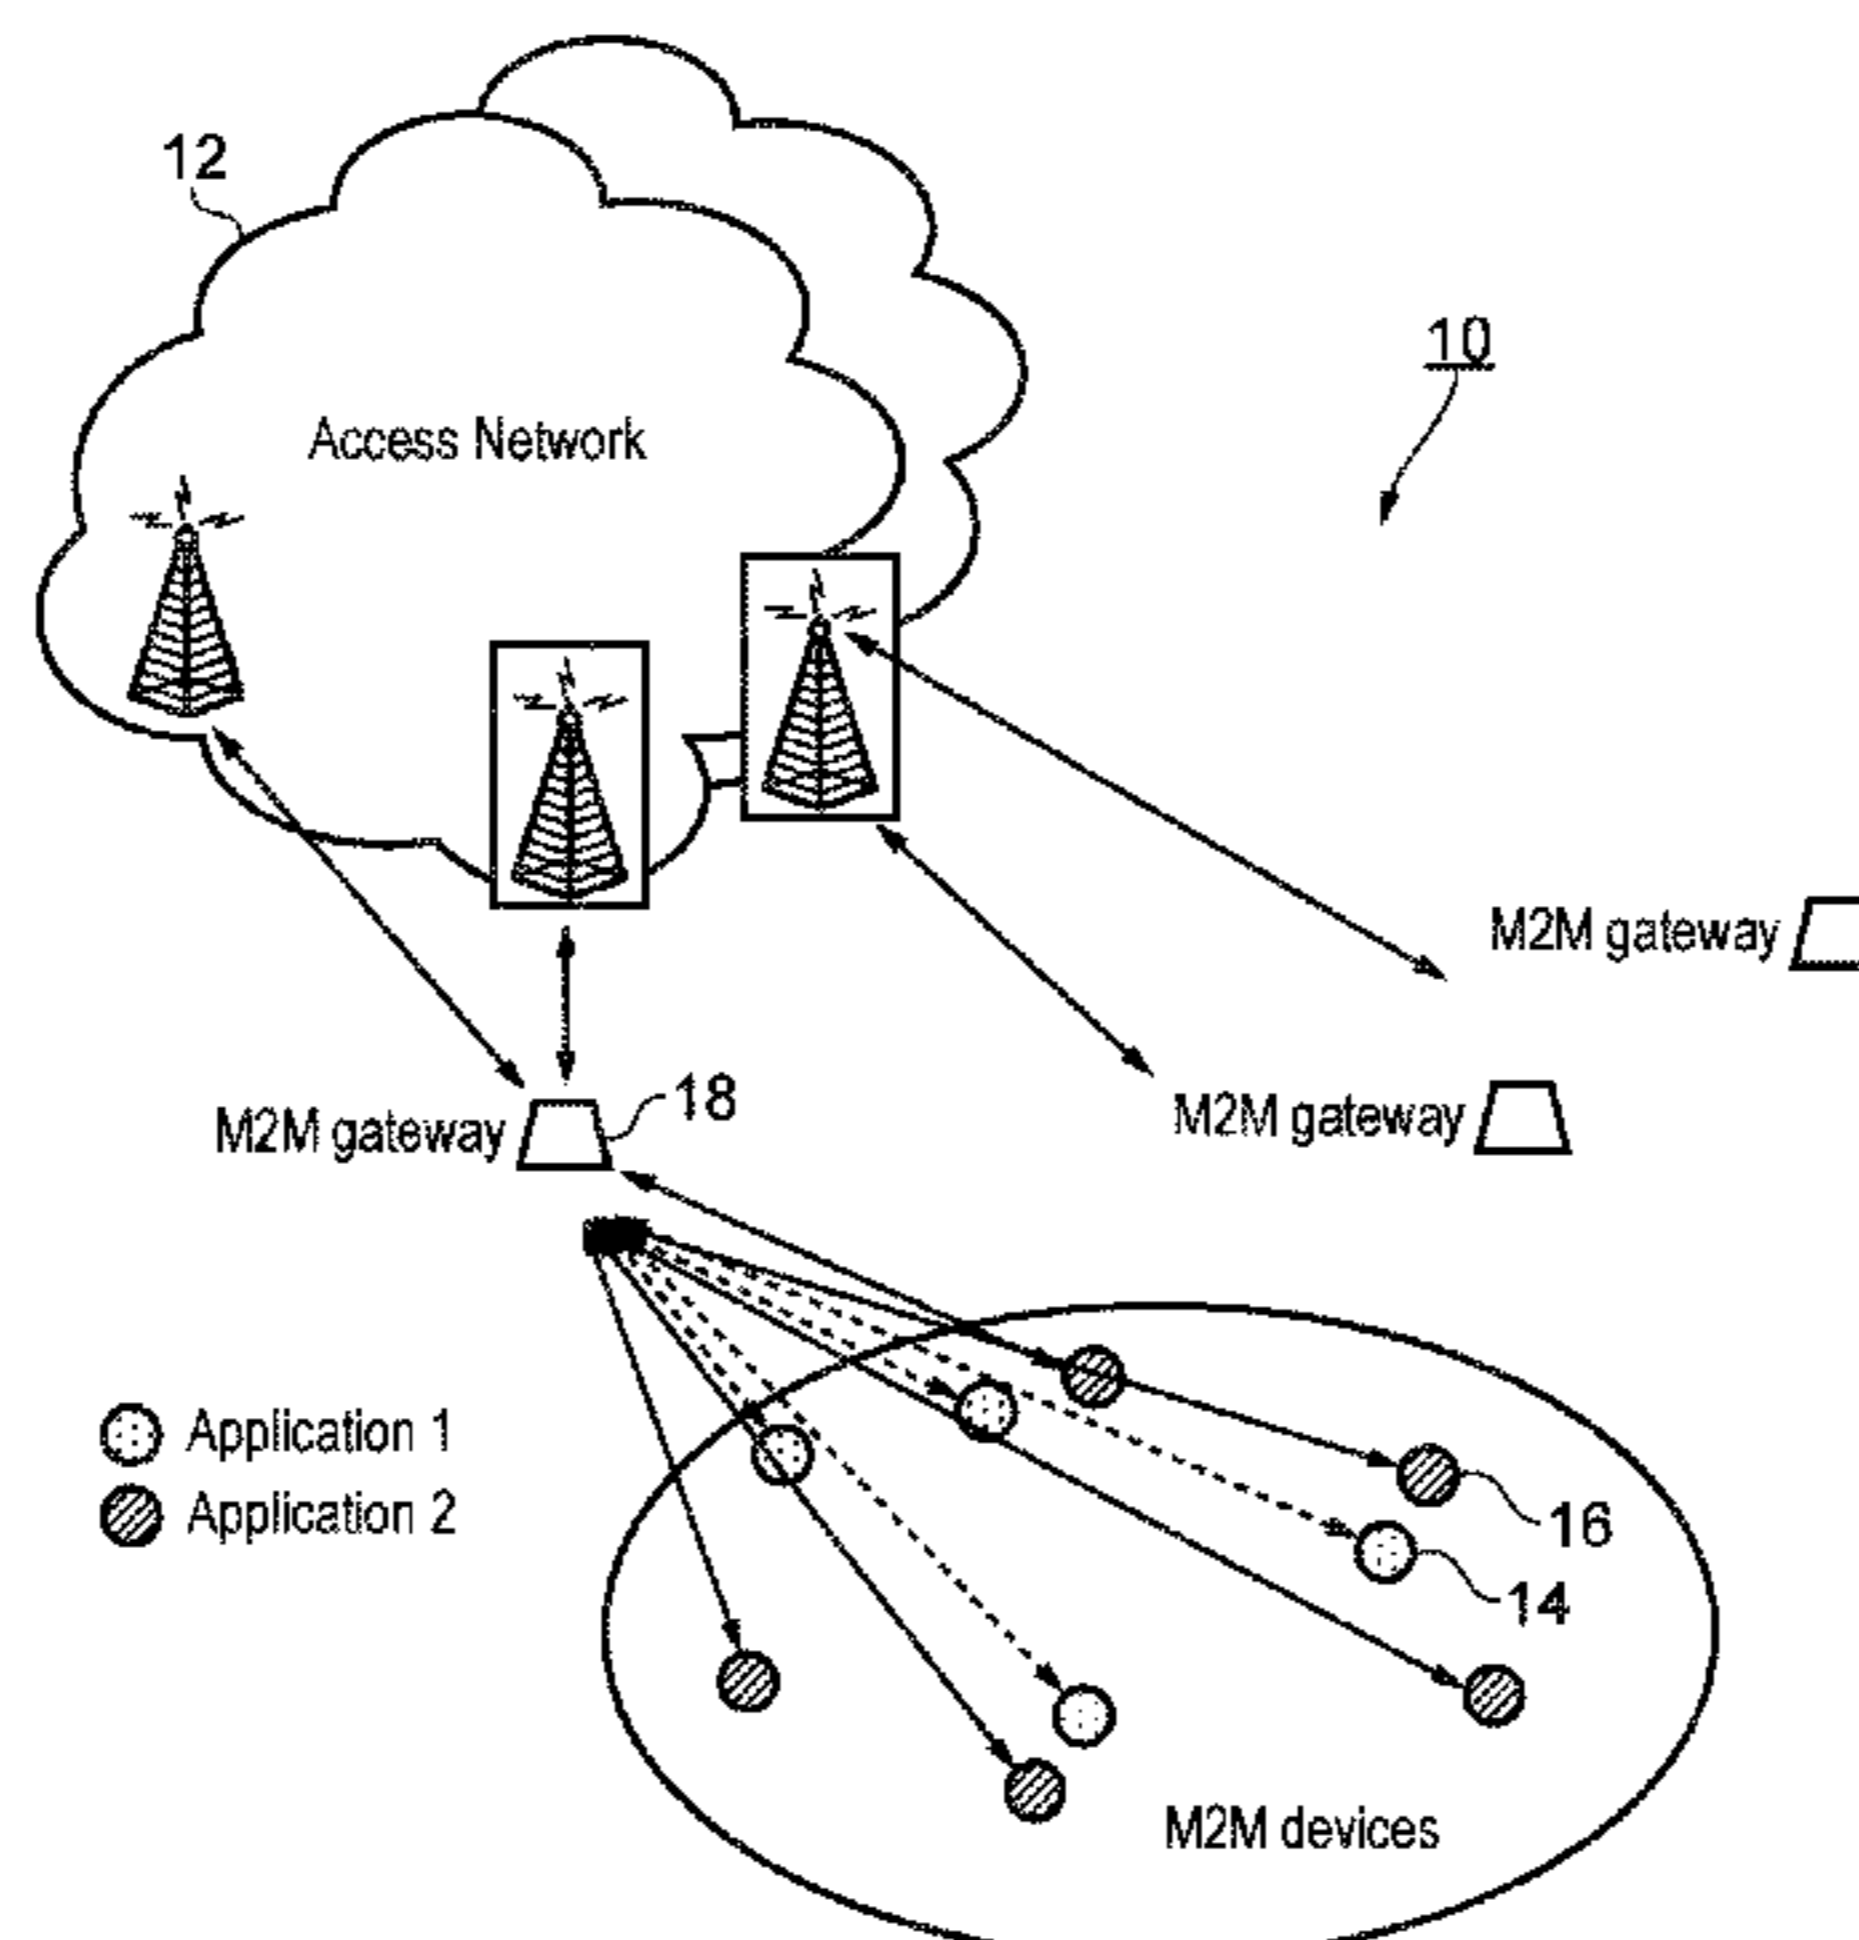 12
10
Access Network
M2M gateway
M2M gateway
M2M gateway
18
Application 1
Application 2
16
14
M2M devices